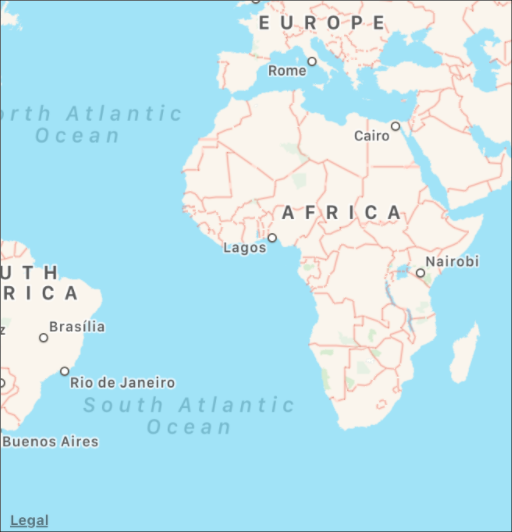 EUROPE
Rome
orth Atlantic
Ocean
Cairo
AFRICA
Lagos
Nairobi
UTH
RICA
z
Brasília
Rio de Janeiro
South Atlantic
Ocean
Buenos Aires
Legal